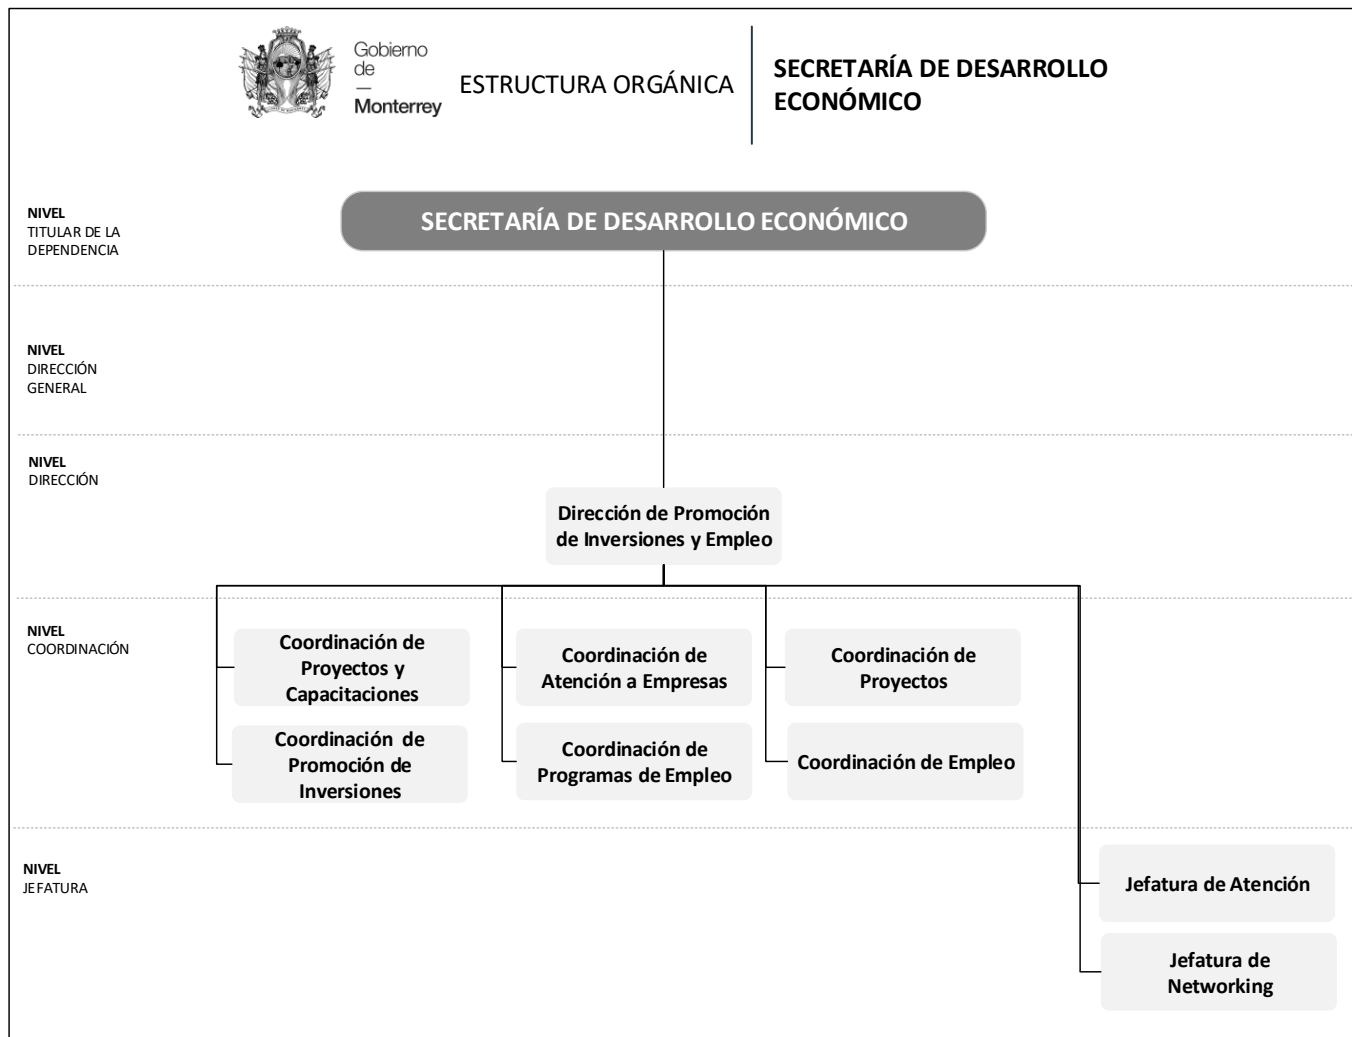 Gobierno
de
—
Monterrey
ESTRUCTURA ORGÁNICA
SECRETARÍA DE DESARROLLO
ECONÓMICO
NIVEL
TITULAR DE LA
DEPENDENCIA
SECRETARÍA DE DESARROLLO ECONÓMICO
NIVEL
DIRECCIÓN
GENERAL
NIVEL
DIRECCIÓN
Dirección de Promoción
de Inversiones y Empleo
NIVEL
COORDINACIÓN
Coordinación de
Proyectos y
Capacitaciones
Coordinación de
Atención a Empresas
Coordinación de
Proyectos
Coordinación de
Promoción de
Inversiones
Coordinación de
Programas de Empleo
Coordinación de Empleo
NIVEL
JEFATURA
Jefatura de Atención
Jefatura de
Networking